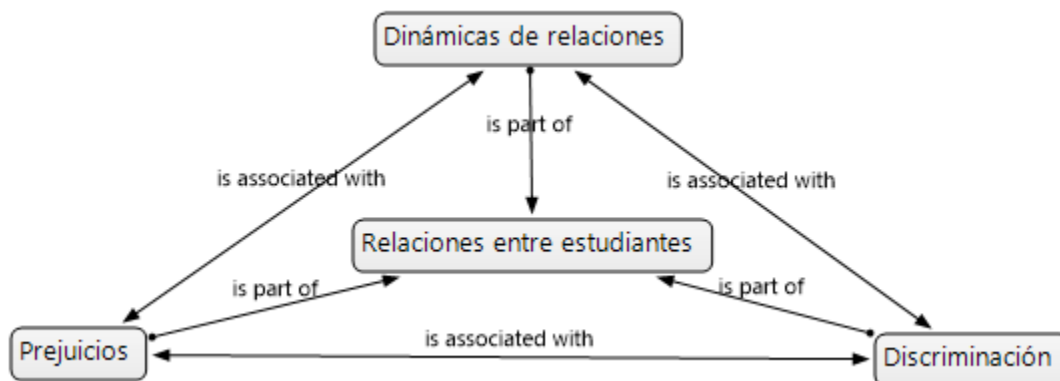 Dinámicas de relaciones
is part of
is associated with
is associated with
Relaciones entre estudiantes
is part of
is part of
is associated with
Prejuicios
Discriminación